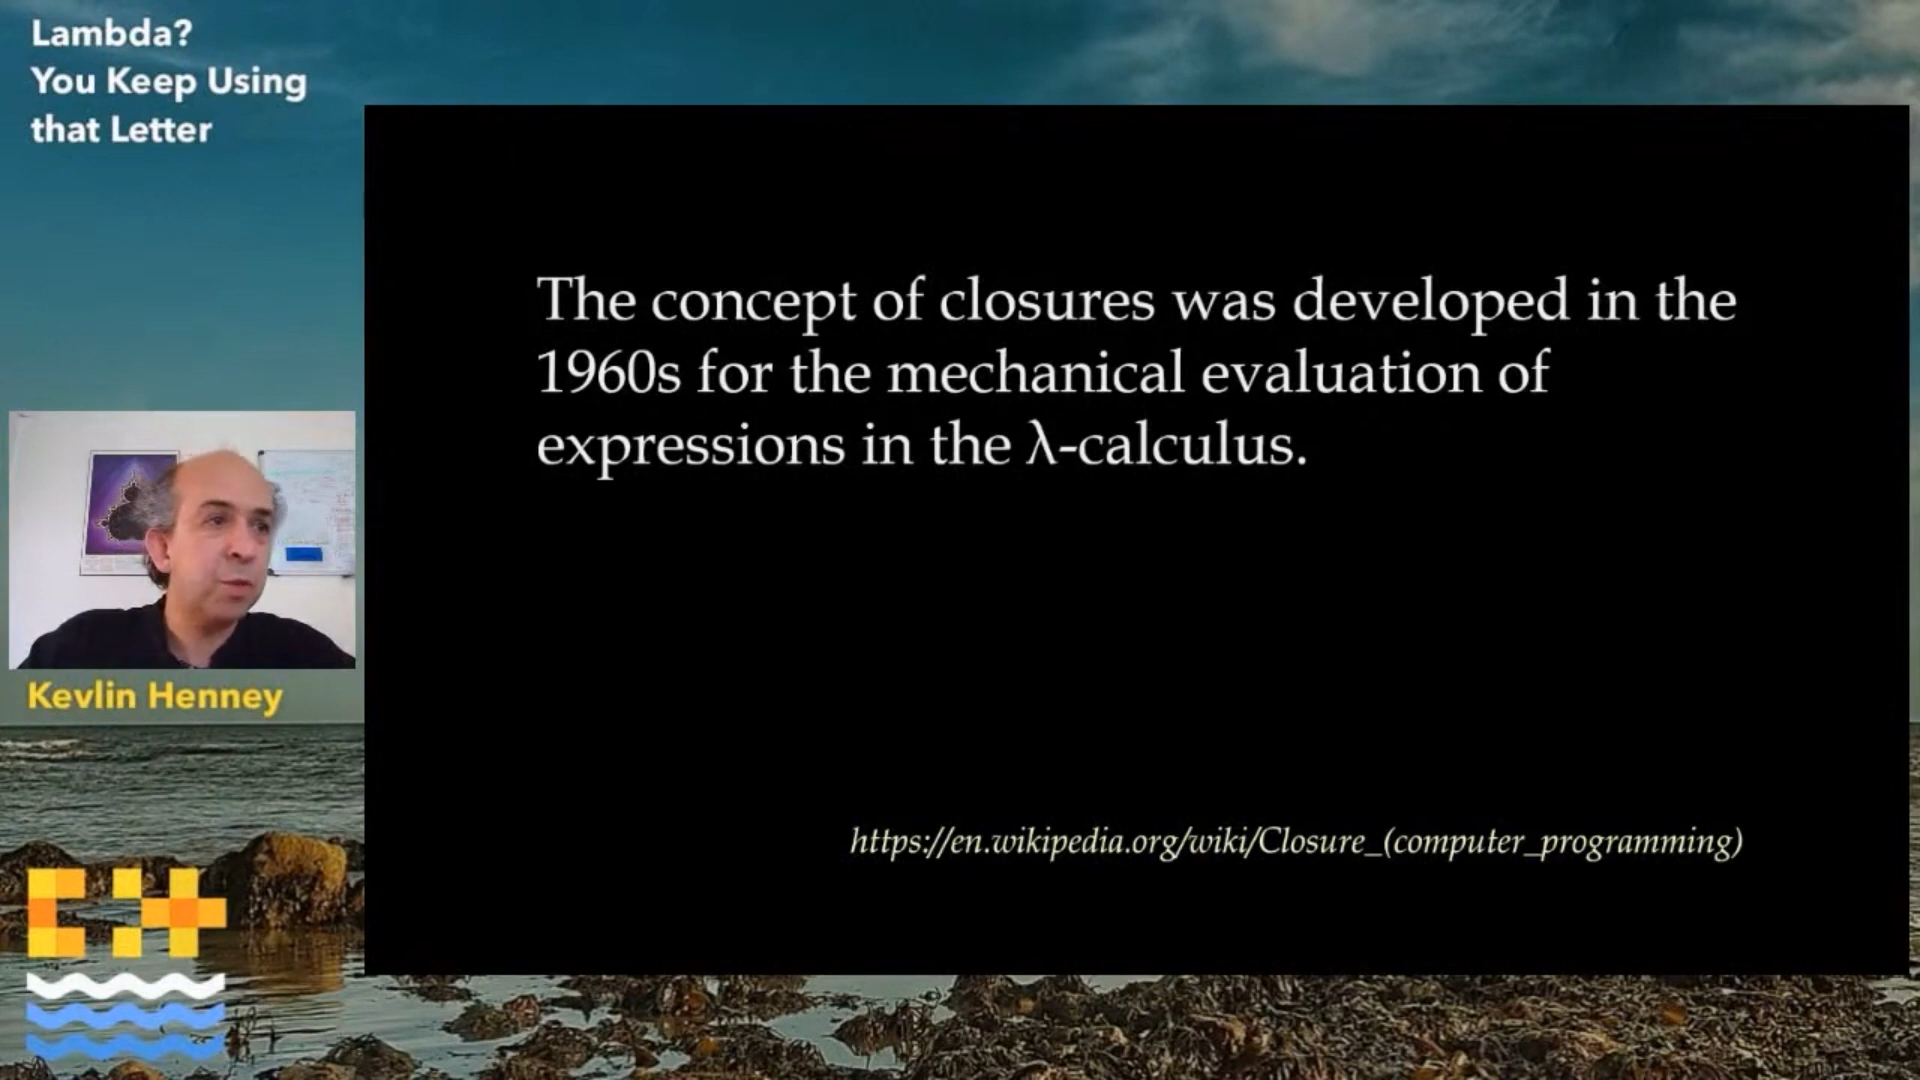 Lambda?
You Keep Using
that Letter
The concept of closures was developed in the
1960s for the mechanical evaluation of
expressions in the λ-calculus.
https://en.wikipedia.org/wiki/Closure_(computer_programming)
Kevlin Henney